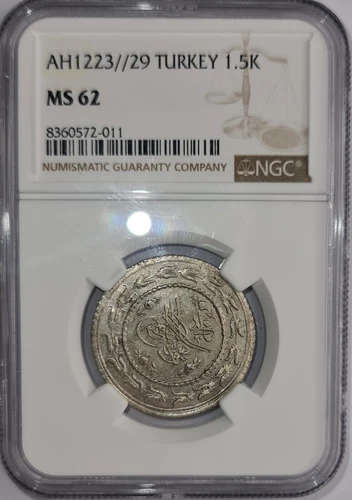 AH1223//29 TURKEY 1.5K
MS 62
8360572-011
NUMISMATIC GUARANTY COMPANY
NGC®